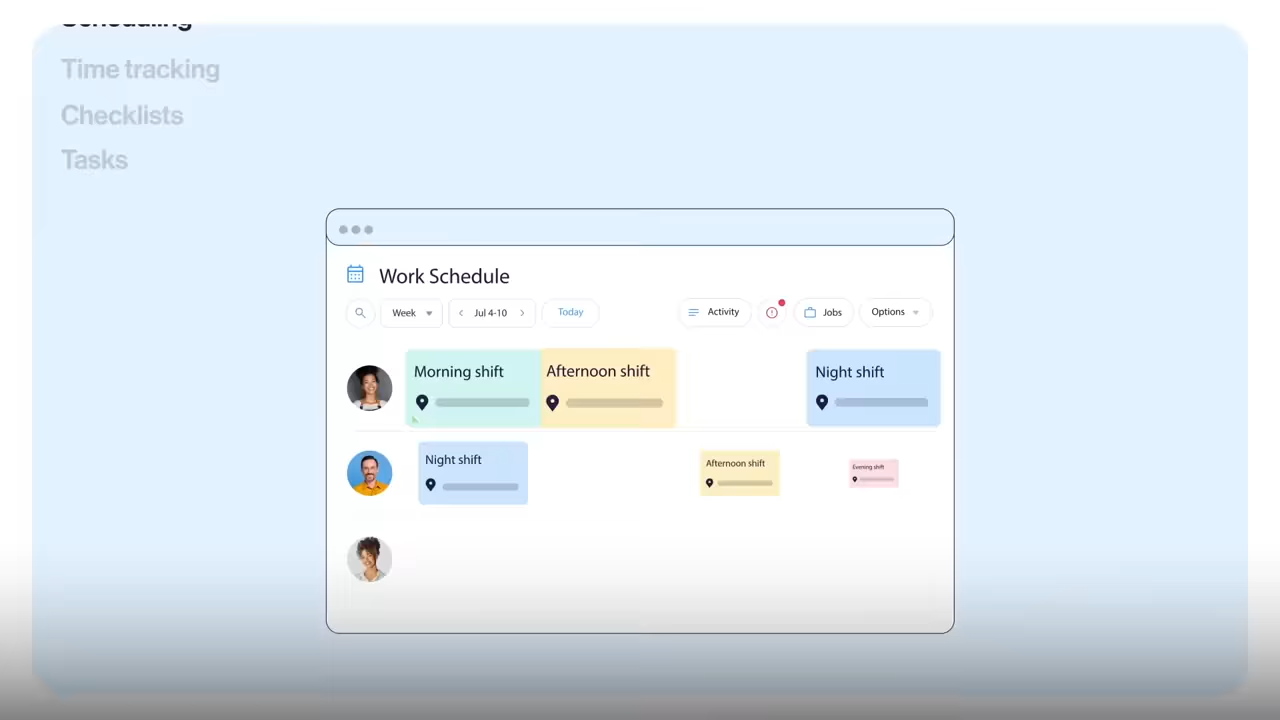 Scheduling
Time tracking
Checklists
Tasks
Work Schedule
Week
Jul 4-10
Today
Activity
Jobs
Options
Morning shift
Afternoon shift
Night shift
Night shift
Afternoon shift
Evening shift